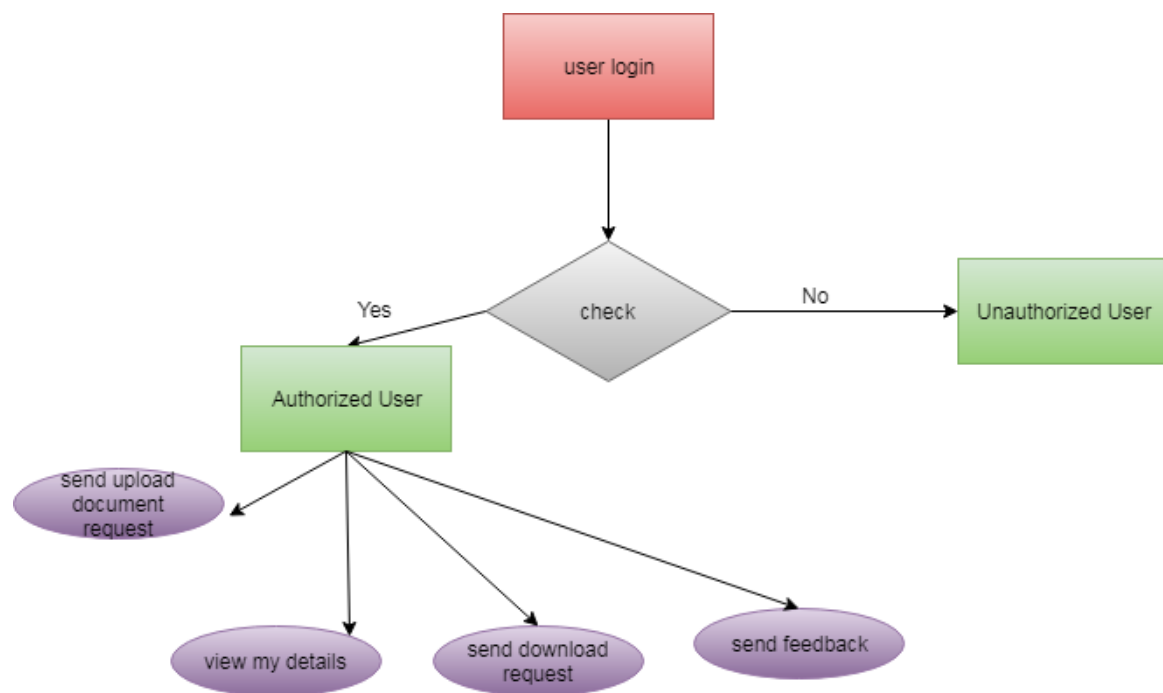 user login
Yes
check
No
Unauthorized User
Authorized User
send upload
document
request
view my details
send download
request
send feedback